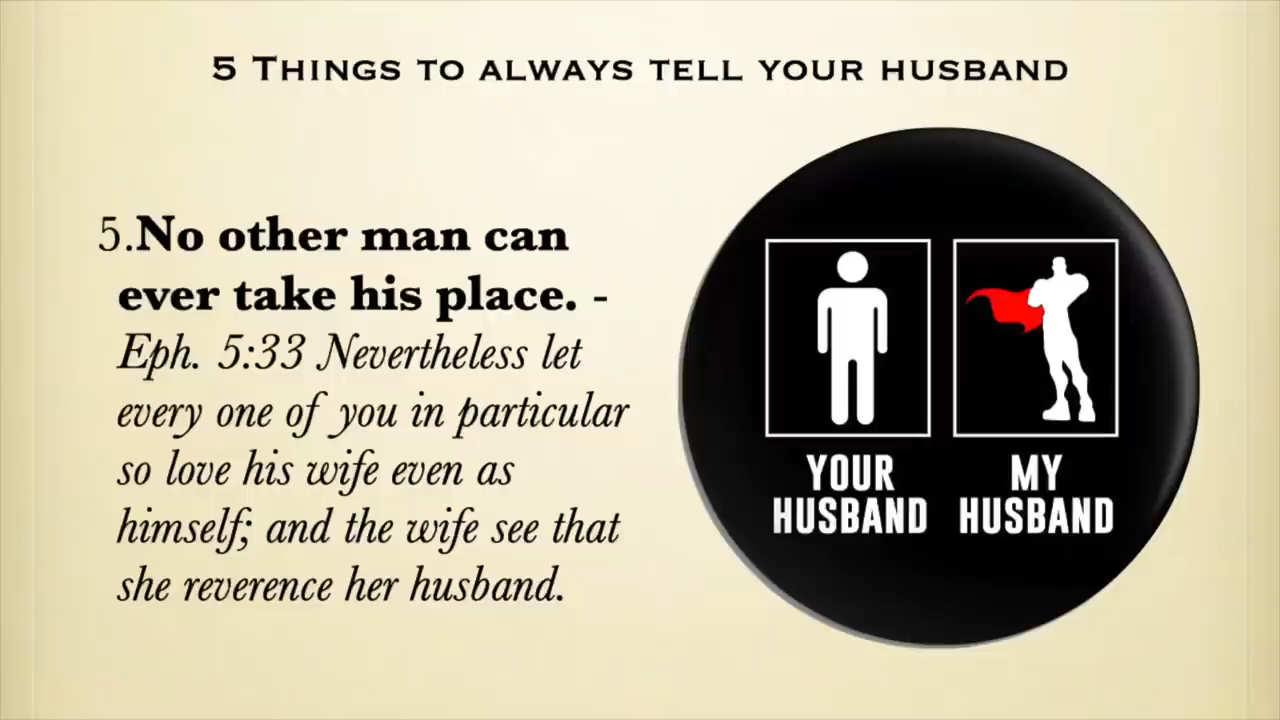 5 Things to always tell your husband
5.No other man can
ever take his place. -
Eph. 5:33 Nevertheless let
every one of you in particular
so love his wife even as
himself; and the wife see that
she reverence her husband.
YOUR
HUSBAND
MY
HUSBAND